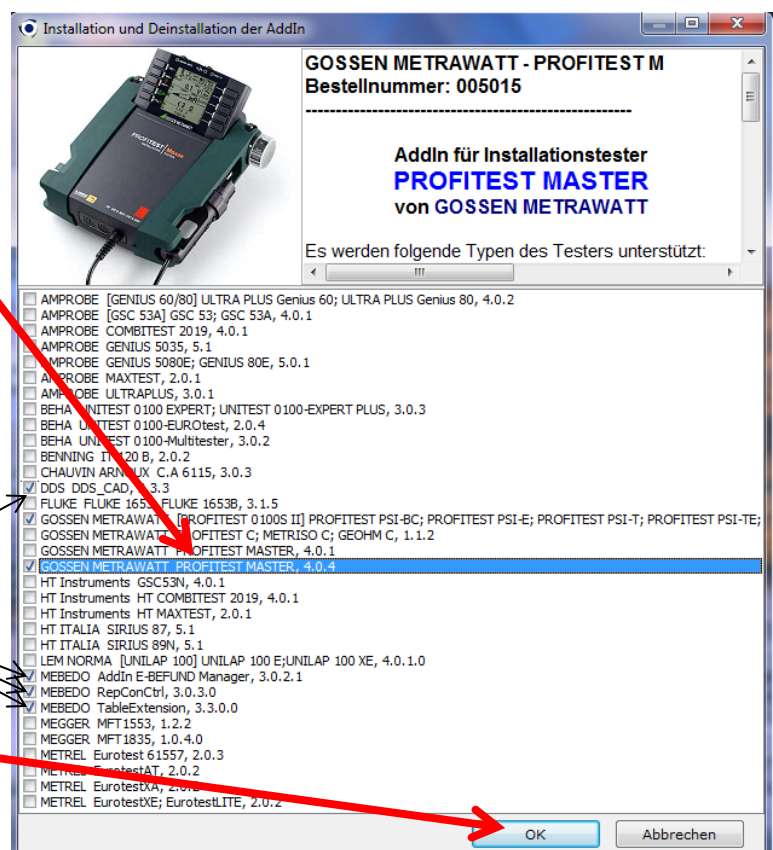 Installation und Deinstallation der AddIn
GOSSEN METRAWATT - PROFITEST M
Bestellnummer: 005015
--------------------------------------------------------
AddIn für Installationstester
PROFITEST MASTER
von GOSSEN METRAWATT
Es werden folgende Typen des Testers unterstützt:
AMPROBE [GENIUS 60/80] ULTRA PLUS Genius 60; ULTRA PLUS Genius 80, 4.0.2
AMPROBE [GSC 53A] GSC 53; GSC 53A, 4.0.1
AMPROBE COMBITEST 2019, 4.0.1
AMPROBE GENIUS 5035, 5.1
AMPROBE GENIUS 5080E; GENIUS 80E, 5.0.1
AMPROBE MAXTEST, 2.0.1
AMPROBE ULTRAPLUS, 3.0.1
BEHA UNITEST 0100 EXPERT; UNITEST 0100-EXPERT PLUS, 3.0.3
BEHA UNITEST 0100-EUROtest, 2.0.4
BEHA UNITEST 0100-Multitester, 3.0.2
BENNING IT 120 B, 2.0.2
CHAUVIN ARNOUX C.A 6115, 3.0.3
DDS DDS_CAD, 3.3
FLUKE FLUKE 1653; FLUKE 1653B, 3.1.5
GOSSEN METRAWATT [PROFITEST 0100S II] PROFITEST PSI-BC; PROFITEST PSI-E; PROFITEST PSI-T; PROFITEST PSI-TE;
GOSSEN METRAWATT PROFITEST C; METRISO C; GEOHM C, 1.1.2
GOSSEN METRAWATT PROFITEST MASTER, 4.0.1
GOSSEN METRAWATT PROFITEST MASTER, 4.0.4
HT Instruments GSC53N, 4.0.1
HT Instruments HT COMBITEST 2019, 4.0.1
HT Instruments HT MAXTEST, 2.0.1
HT ITALIA SIRIUS 87, 5.1
HT ITALIA SIRIUS 89N, 5.1
LEM NORMA [UNILAP 100] UNILAP 100 E;UNILAP 100 XE, 4.0.1.0
MEBEDO AddIn E-BEFUND Manager, 3.0.2.1
MEBEDO RepConCtrl, 3.0.3.0
MEBEDO TableExtension, 3.3.0.0
MEGGER MFT1553, 1.2.2
MEGGER MFT1835, 1.0.4.0
METREL Eurotest 61557, 2.0.3
METREL EurotestAT, 2.0.2
METREL EurotestXA, 2.0.2
METREL EurotestXE; EurotestLITE, 2.0.2
OK Abbrechen